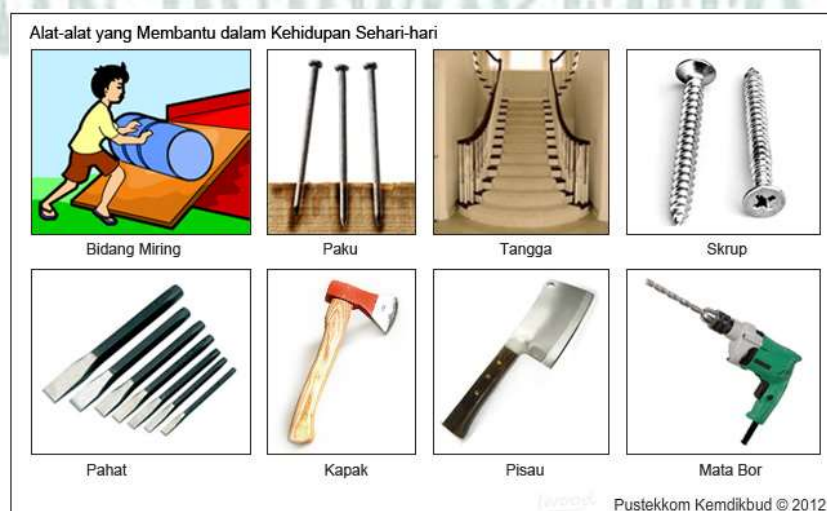 Alat-alat yang Membantu dalam Kehidupan Sehari-hari
Bidang Miring
Paku
Tangga
Skrup
Pahat
Kapak
Pisau
Mata Bor
Pustekkom Kemdikbud © 2012